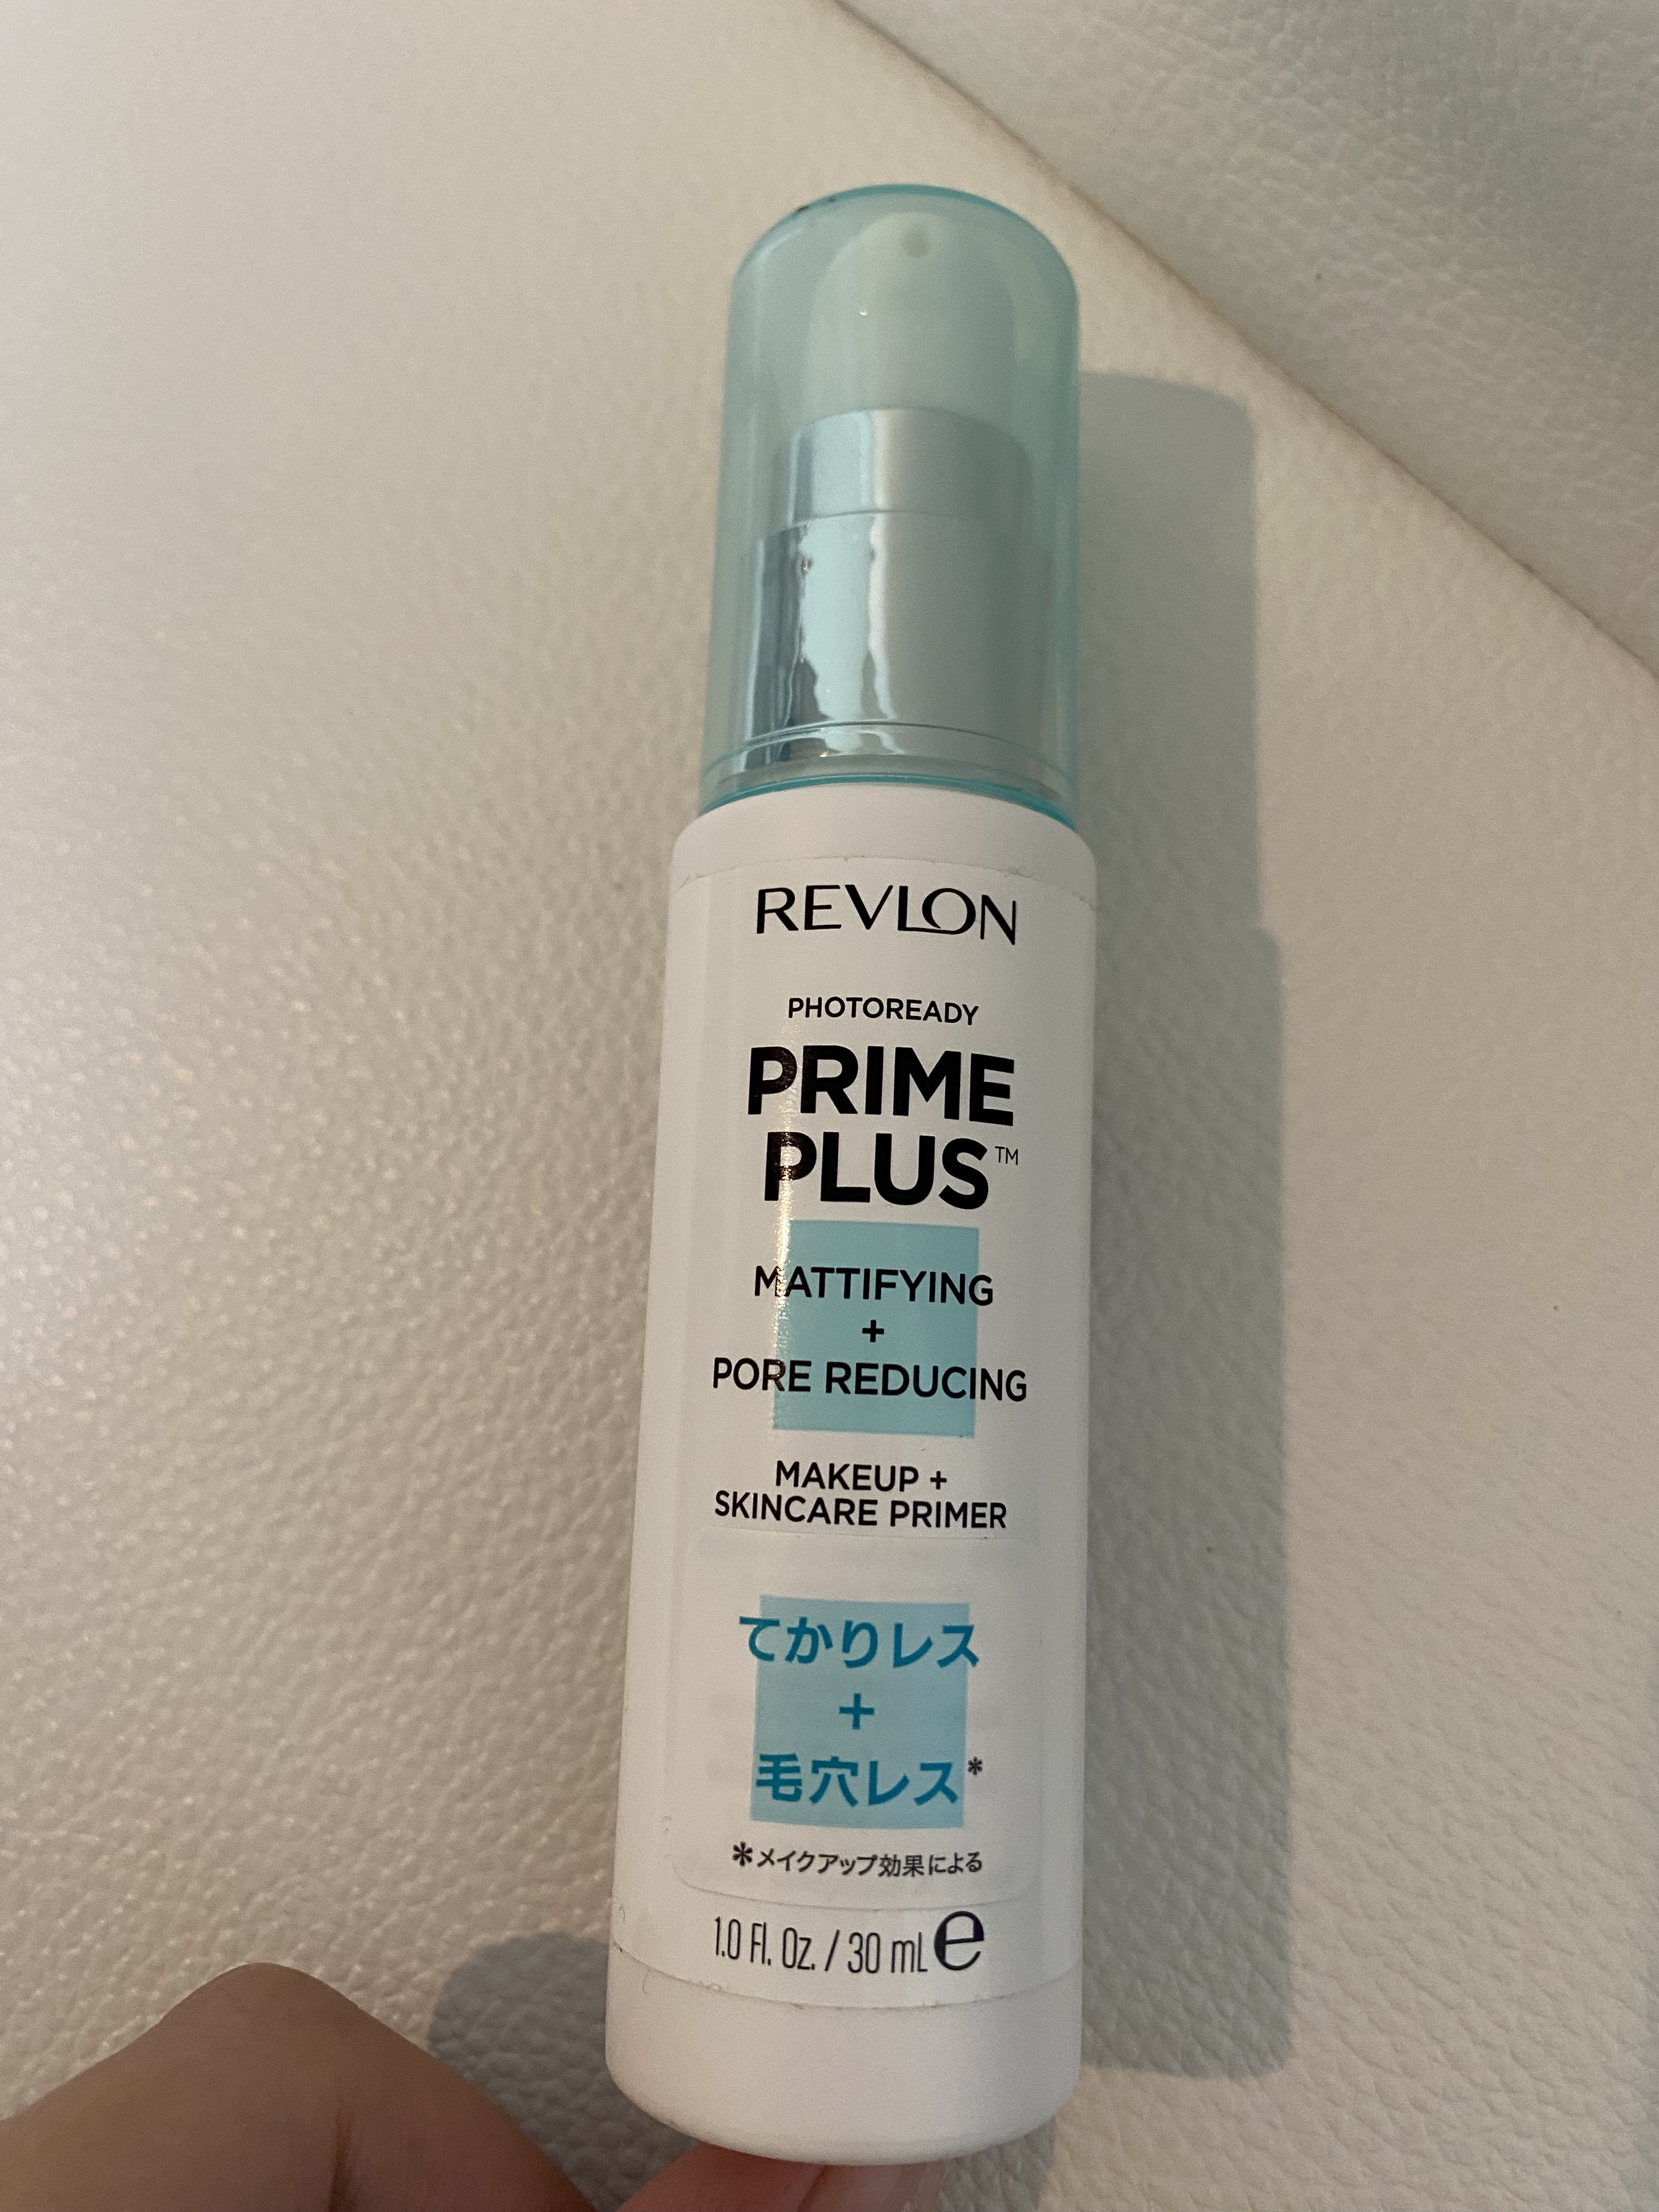 REVLON
PHOTOREADY
PRIME
PLUS™
MATTIFYING
+
PORE REDUCING
MAKEUP +
SKINCARE PRIMER
てかりレス
+
毛穴レス*
*メイクアップ効果による
1.0 Fl. Oz. / 30 mL ℮